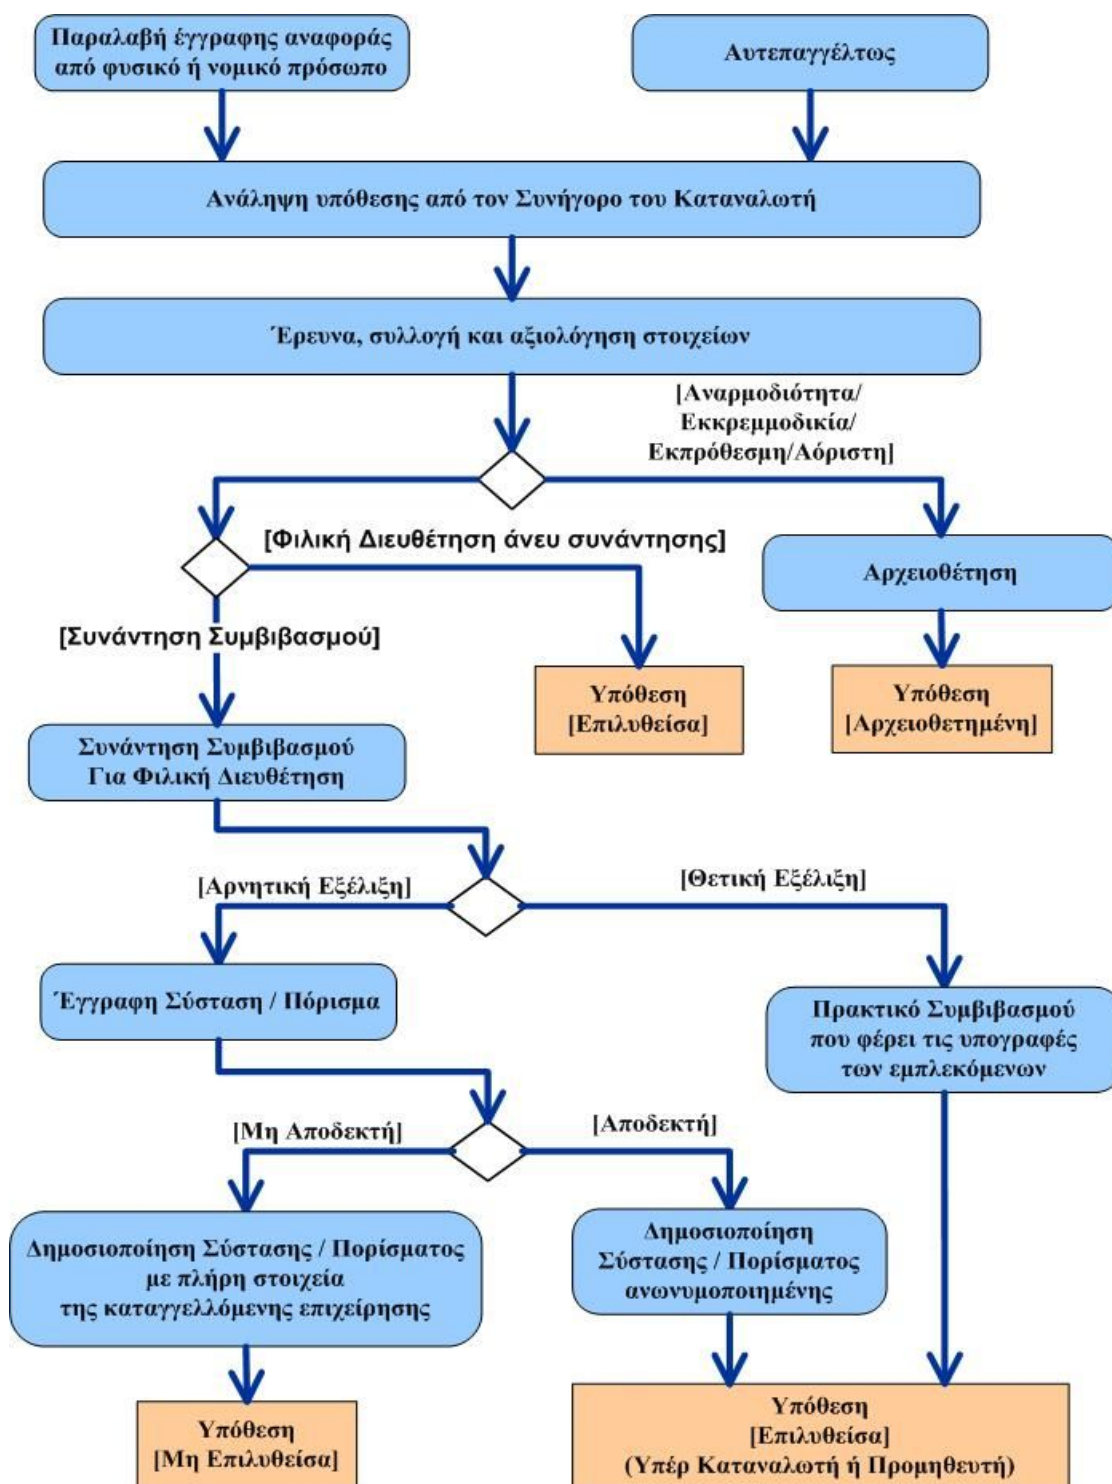 Παραλαβή έγγραφης αναφοράς
από φυσικό ή νομικό πρόσωπο
Αυτεπαγγέλτως
Ανάληψη υπόθεσης από τον Συνήγορο του Καταναλωτή
Έρευνα, συλλογή και αξιολόγηση στοιχείων
[Αναρμοδιότητα/
Εκκρεμμοδικία/
Εκπρόθεσμη/Αόριστη]
[Φιλική Διευθέτηση άνευ συνάντησης]
Αρχειοθέτηση
[Συνάντηση Συμβιβασμού]
Υπόθεση
[Επιλυθείσα]
Υπόθεση
[Αρχειοθετημένη]
Συνάντηση Συμβιβασμού
Για Φιλική Διευθέτηση
[Αρνητική Εξέλιξη]
[Θετική Εξέλιξη]
Έγγραφη Σύσταση / Πόρισμα
Πρακτικό Συμβιβασμού
που φέρει τις υπογραφές
των εμπλεκόμενων
[Μη Αποδεκτή]
[Αποδεκτή]
Δημοσιοποίηση Σύστασης / Πορίσματος
με πλήρη στοιχεία
της καταγγελλόμενης επιχείρησης
Δημοσιοποίηση
Σύστασης / Πορίσματος
ανωνυμοποιημένης
Υπόθεση
[Μη Επιλυθείσα]
Υπόθεση
[Επιλυθείσα]
(Υπέρ Καταναλωτή ή Προμηθευτή)